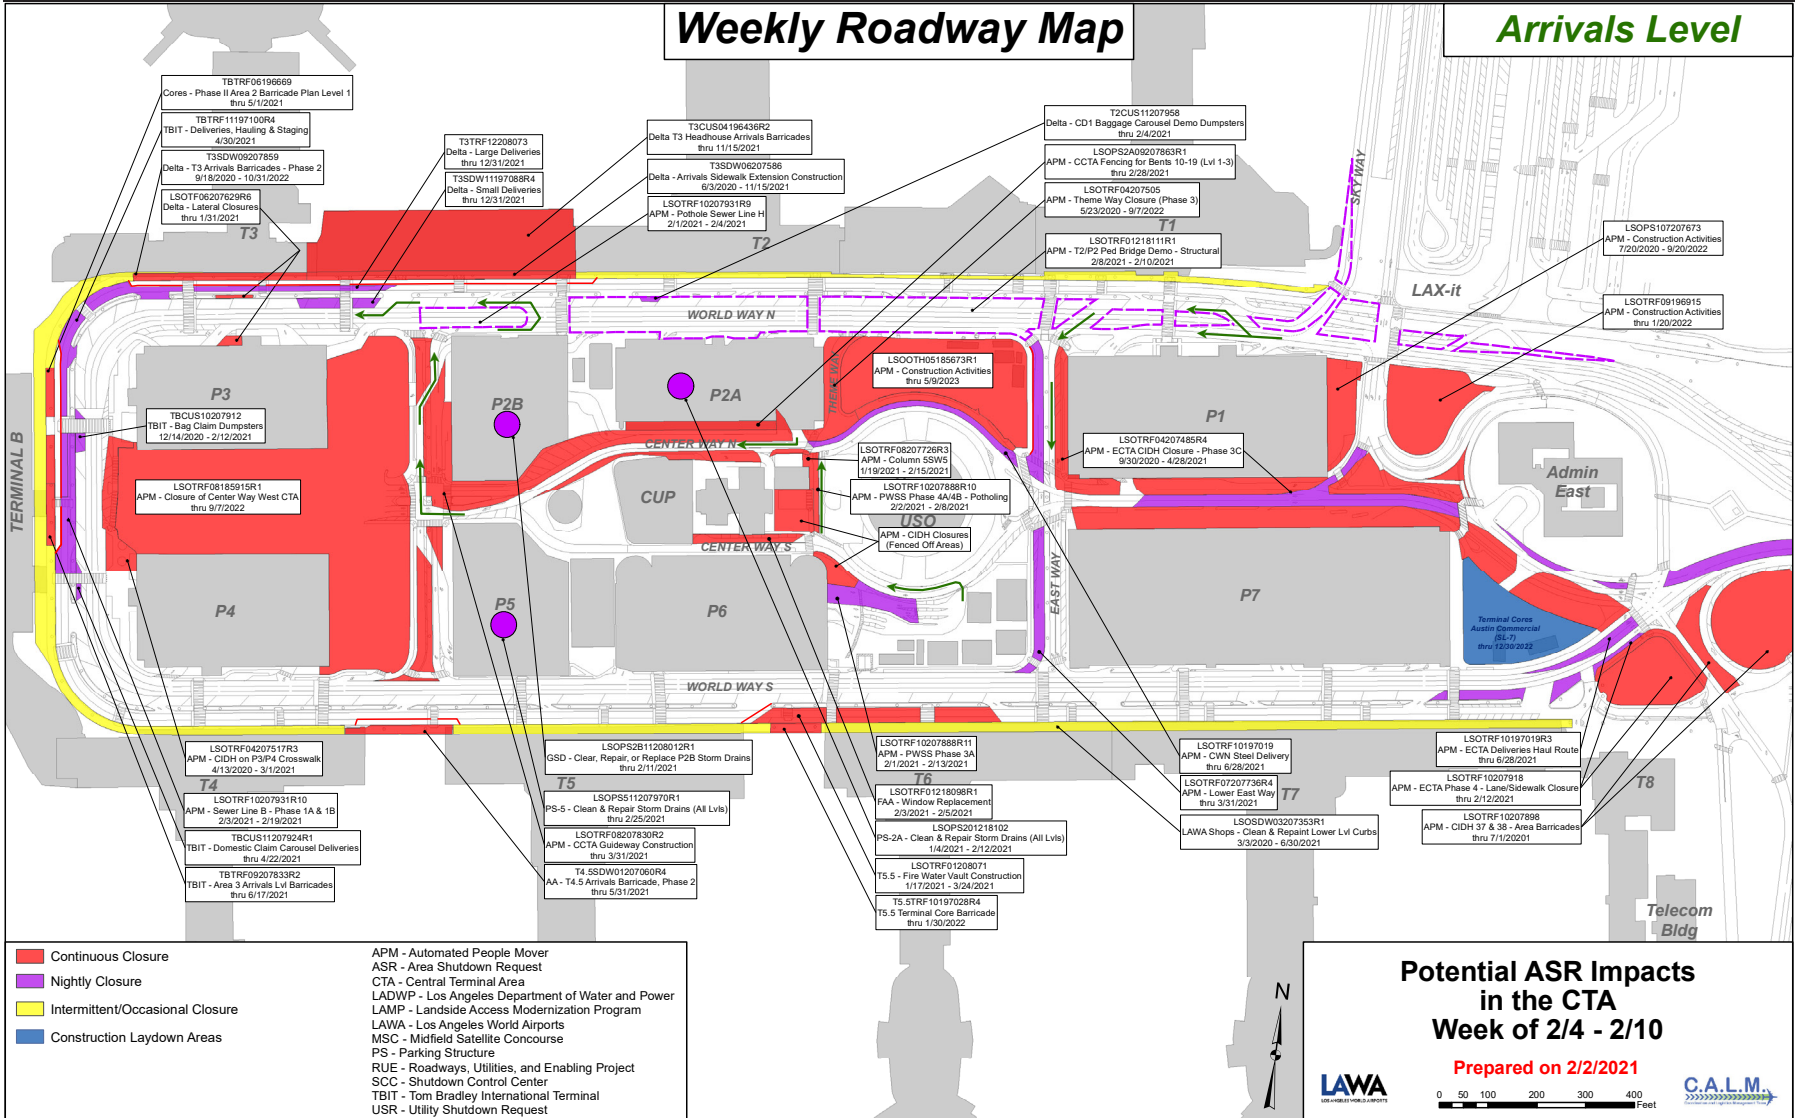 Weekly Roadway Map
Arrivals Level
TBTRF06196669
Cores - Phase II Area 2 Barricade Plan Level 1
thru 5/1/2021
TBTRF11197100R4
TBIT - Deliveries, Hauling & Staging
4/30/2021
T3SDW09207859
Delta - T3 Arrivals Barricades - Phase 2
9/18/2020 - 10/31/2022
LSOTF06207629R6
Delta - Lateral Closures
thru 1/31/2021
T3TRF12208073
Delta - Large Deliveries
thru 12/31/2021
T3SDW11197088R4
Delta - Small Deliveries
thru 12/31/2021
T3CUS04196436R2
Delta T3 Headhouse Arrivals Barricades
thru 11/15/2021
T3SDW06207586
Delta - Arrivals Sidewalk Extension Construction
6/3/2020 - 11/15/2021
LSOTRF10207931R9
APM - Pothole Sewer Line H
2/1/2021 - 2/4/2021
T2CUS11207958
Delta - CD1 Baggage Carousel Demo Dumpsters
thru 2/4/2021
LSOPS2A09207863R1
APM - CCTA Fencing for Bents 10-19 (Lvl 1-3)
thru 2/28/2021
LSOTRF04207505
APM - Theme Way Closure (Phase 3)
5/23/2020 - 9/7/2022
LSOTRF01218111R1
APM - T2/P2 Ped Bridge Demo - Structural
2/8/2021 - 2/10/2021
LSOPS107207673
APM - Construction Activities
7/20/2020 - 9/20/2022
LSOTRF09196915
APM - Construction Activities
thru 1/20/2022
T3
T2
T1
SKYWAY
LAX-it
WORLD WAY N
P3
P2B
P2A
THEME WAY
LSOOTH05185673R1
APM - Construction Activities
thru 5/9/2023
P1
TBCUS10207912
TBIT - Bag Claim Dumpsters
12/14/2020 - 2/12/2021
CENTER WAY N
LSOTRF08207726R3
APM - Column 5SW5
1/19/2021 - 2/15/2021
LSOTRF04207485R4
APM - ECTA CIDH Closure - Phase 3C
9/30/2020 - 4/28/2021
TERMINAL B
LSOTRF08185915R1
APM - Closure of Center Way West CTA
thru 9/7/2022
CUP
LSOTRF10207888R10
APM - PWSS Phase 4A/4B - Potholing
2/2/2021 - 2/8/2021
USO
APM - CIDH Closures
(Fenced Off Areas)
Admin
East
CENTER WAY S
EAST WAY
P4
P5
P6
P7
Terminal Cores
Austin Commercial
(SL-7)
thru 12/30/2022
WORLD WAY S
LSOTRF04207517R3
APM - CIDH on P3/P4 Crosswalk
4/13/2020 - 3/1/2021
T4
LSOTRF10207931R10
APM - Sewer Line B - Phase 1A & 1B
2/3/2021 - 2/19/2021
TBCUS11207924R1
TBIT - Domestic Claim Carousel Deliveries
thru 4/22/2021
TBTRF09207833R2
TBIT - Area 3 Arrivals Lvl Barricades
thru 6/17/2021
LSOPS2B11208012R1
GSD - Clear, Repair, or Replace P2B Storm Drains
thru 2/11/2021
T5
LSOPS511207970R1
PS-5 - Clean & Repair Storm Drains (All Lvls)
thru 2/25/2021
LSOTRF08207830R2
APM - CCTA Guideway Construction
thru 3/31/2021
T4.5SDW01207060R4
AA - T4.5 Arrivals Barricade, Phase 2
thru 5/31/2021
LSOTRF10207888R11
APM - PWSS Phase 3A
2/1/2021 - 2/13/2021
T6
LSOTRF01218098R1
FAA - Window Replacement
2/3/2021 - 2/5/2021
LSOPS201218102
PS-2A - Clean & Repair Storm Drains (All Lvls)
1/4/2021 - 2/12/2021
LSOTRF01208071
T5.5 - Fire Water Vault Construction
1/17/2021 - 3/24/2021
T5.5TRF10197028R4
T5.5 Terminal Core Barricade
thru 1/30/2022
LSOTRF10197019
APM - CWN Steel Delivery
thru 6/28/2021
LSOTRF07207736R4
APM - Lower East Way
thru 3/31/2021
T7
LSOSDW03207353R1
LAWA Shops - Clean & Repaint Lower Lvl Curbs
3/3/2020 - 6/30/2021
LSOTRF10197019R3
APM - ECTA Deliveries Haul Route
thru 6/28/2021
LSOTRF10207918
APM - ECTA Phase 4 - Lane/Sidewalk Closure
thru 2/12/2021
LSOTRF10207898
APM - CIDH 37 & 38 - Area Barricades
thru 7/1/20201
T8
Telecom
Bldg
Continuous Closure
Nightly Closure
Intermittent/Occasional Closure
Construction Laydown Areas
APM - Automated People Mover
ASR - Area Shutdown Request
CTA - Central Terminal Area
LADWP - Los Angeles Department of Water and Power
LAMP - Landside Access Modernization Program
LAWA - Los Angeles World Airports
MSC - Midfield Satellite Concourse
PS - Parking Structure
RUE - Roadways, Utilities, and Enabling Project
SCC - Shutdown Control Center
TBIT - Tom Bradley International Terminal
USR - Utility Shutdown Request
N
Potential ASR Impacts
in the CTA
Week of 2/4 - 2/10
Prepared on 2/2/2021
LAWA
LOS ANGELES WORLD AIRPORTS
0 50 100 200 300 400
Feet
C.A.L.M.